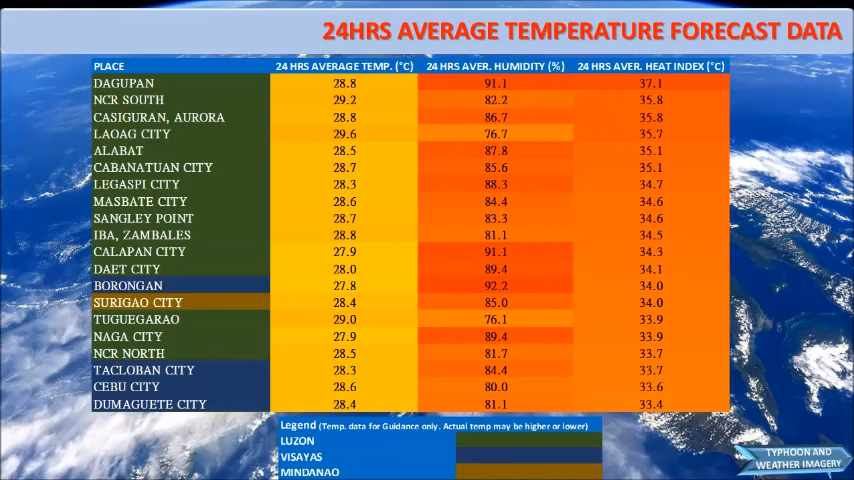 24HRS AVERAGE TEMPERATURE FORECAST DATA
PLACE 24 HRS AVERAGE TEMP. (°C) 24 HRS AVER. HUMIDITY (%) 24 HRS AVER. HEAT INDEX (°C)
DAGUPAN 28.8 91.1 37.1
NCR SOUTH 29.2 82.2 35.8
CASIGURAN, AURORA 28.8 86.7 35.8
LAOAG CITY 29.6 76.7 35.7
ALABAT 28.5 87.8 35.1
CABANATUAN CITY 28.7 85.6 35.1
LEGASPI CITY 28.3 88.3 34.7
MASBATE CITY 28.6 84.4 34.6
SANGLEY POINT 28.7 83.3 34.6
IBA, ZAMBALES 28.8 81.1 34.5
CALAPAN CITY 27.9 91.1 34.3
DAET CITY 28.0 89.4 34.1
BORONGAN 27.8 92.2 34.0
SURIGAO CITY 28.4 85.0 34.0
TUGUEGARAO 29.0 76.1 33.9
NAGA CITY 27.9 89.4 33.9
NCR NORTH 28.5 81.7 33.7
TACLOBAN CITY 28.3 84.4 33.7
CEBU CITY 28.6 80.0 33.6
DUMAGUETE CITY 28.4 81.1 33.4
Legend (Temp. data for Guidance only. Actual temp may be higher or lower)
LUZON
VISAYAS
MINDANAO
TYPHOON AND
WEATHER IMAGERY